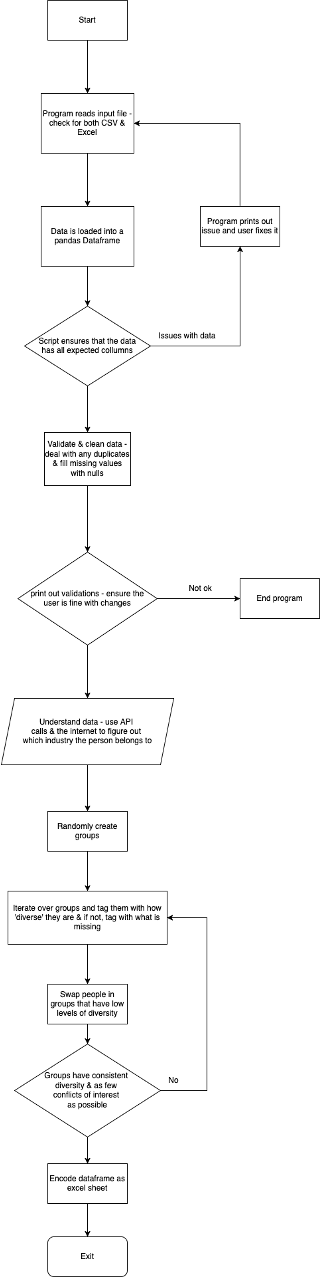 Start
Program reads input file -
check for both CSV &
Excel
Data is loaded into a
pandas Dataframe
Program prints out
issue and user fixes it
Script ensures that the data
has all expected collumns
Issues with data
Validate & clean data -
deal with any duplicates
& fill missing values
with nulls
print out validations - ensure the
user is fine with changes
Not ok
End program
Understand data - use API
calls & the internet to figure out
which industry the person belongs to
Randomly create
groups
Iterate over groups and tag them with how
'diverse' they are & if not, tag with what is
missing
Swap people in
groups that have low
levels of diversity
Groups have consistent
diversity & as few
conflicts of interest
as possible
No
Encode dataframe as
excel sheet
Exit